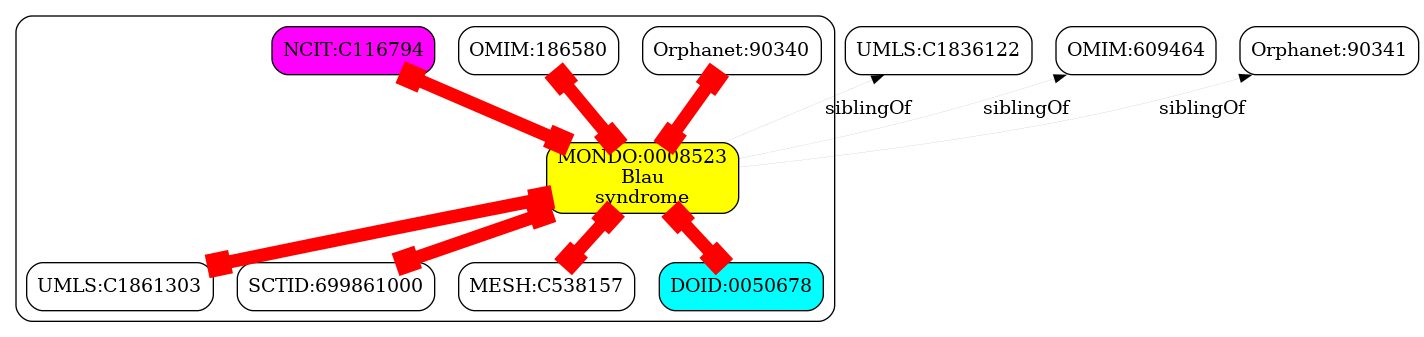 NCIT:C116794
OMIM:186580
Orphanet:90340
UMLS:C1836122
OMIM:609464
Orphanet:90341
siblingOf
siblingOf
siblingOf
MONDO:0008523
Blau
syndrome
UMLS:C1861303
SCTID:699861000
MESH:C538157
DOID:0050678